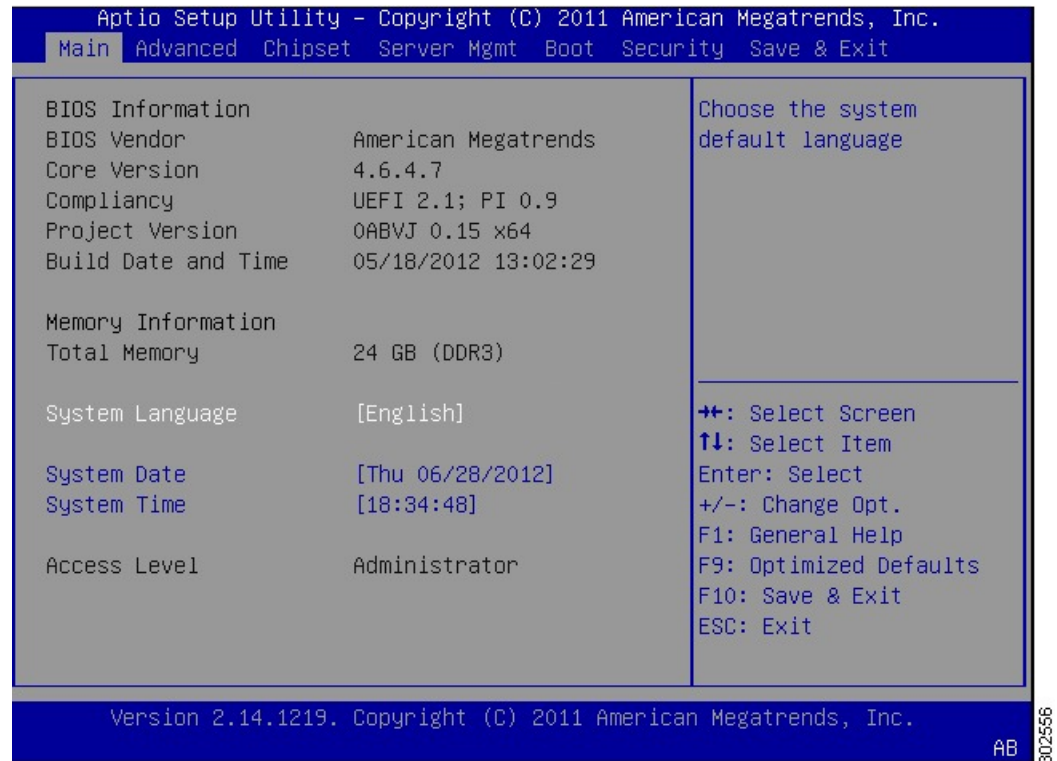 Aptio Setup Utility – Copyright (C) 2011 American Megatrends, Inc.
Main Advanced Chipset Server Mgmt Boot Security Save & Exit
BIOS Information
BIOS Vendor American Megatrends
Core Version 4.6.4.7
Compliancy UEFI 2.1; PI 0.9
Project Version 0ABVJ 0.15 x64
Build Date and Time 05/18/2012 13:02:29
Memory Information
Total Memory 24 GB (DDR3)
System Language [English]
System Date [Thu 06/28/2012]
System Time [18:34:48]
Access Level Administrator
Choose the system
default language
→←: Select Screen
↑↓: Select Item
Enter: Select
+/-: Change Opt.
F1: General Help
F9: Optimized Defaults
F10: Save & Exit
ESC: Exit
Version 2.14.1219. Copyright (C) 2011 American Megatrends, Inc.
AB
302556